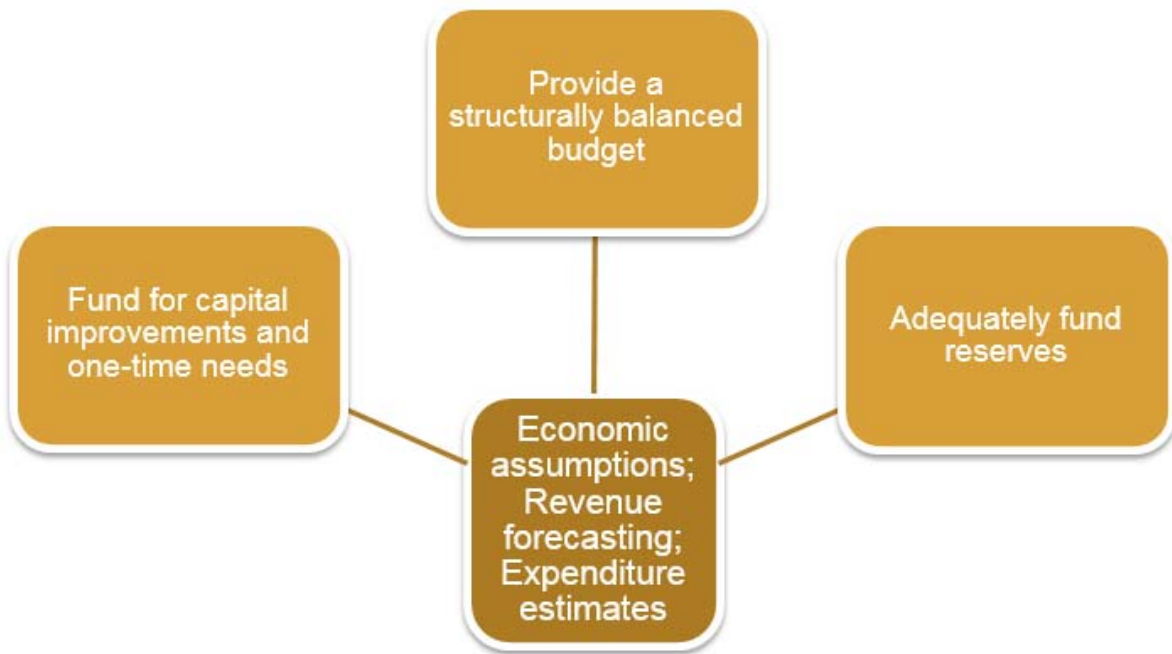 Provide a
structurally balanced
budget
Fund for capital
improvements and
one-time needs
Adequately fund
reserves
Economic
assumptions;
Revenue
forecasting;
Expenditure
estimates